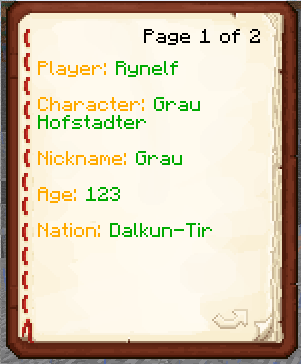 Page 1 of 2
Player: Rynelf
Character: Grau
Hofstadter
Nickname: Grau
Age: 123
Nation: Dalkun-Tir